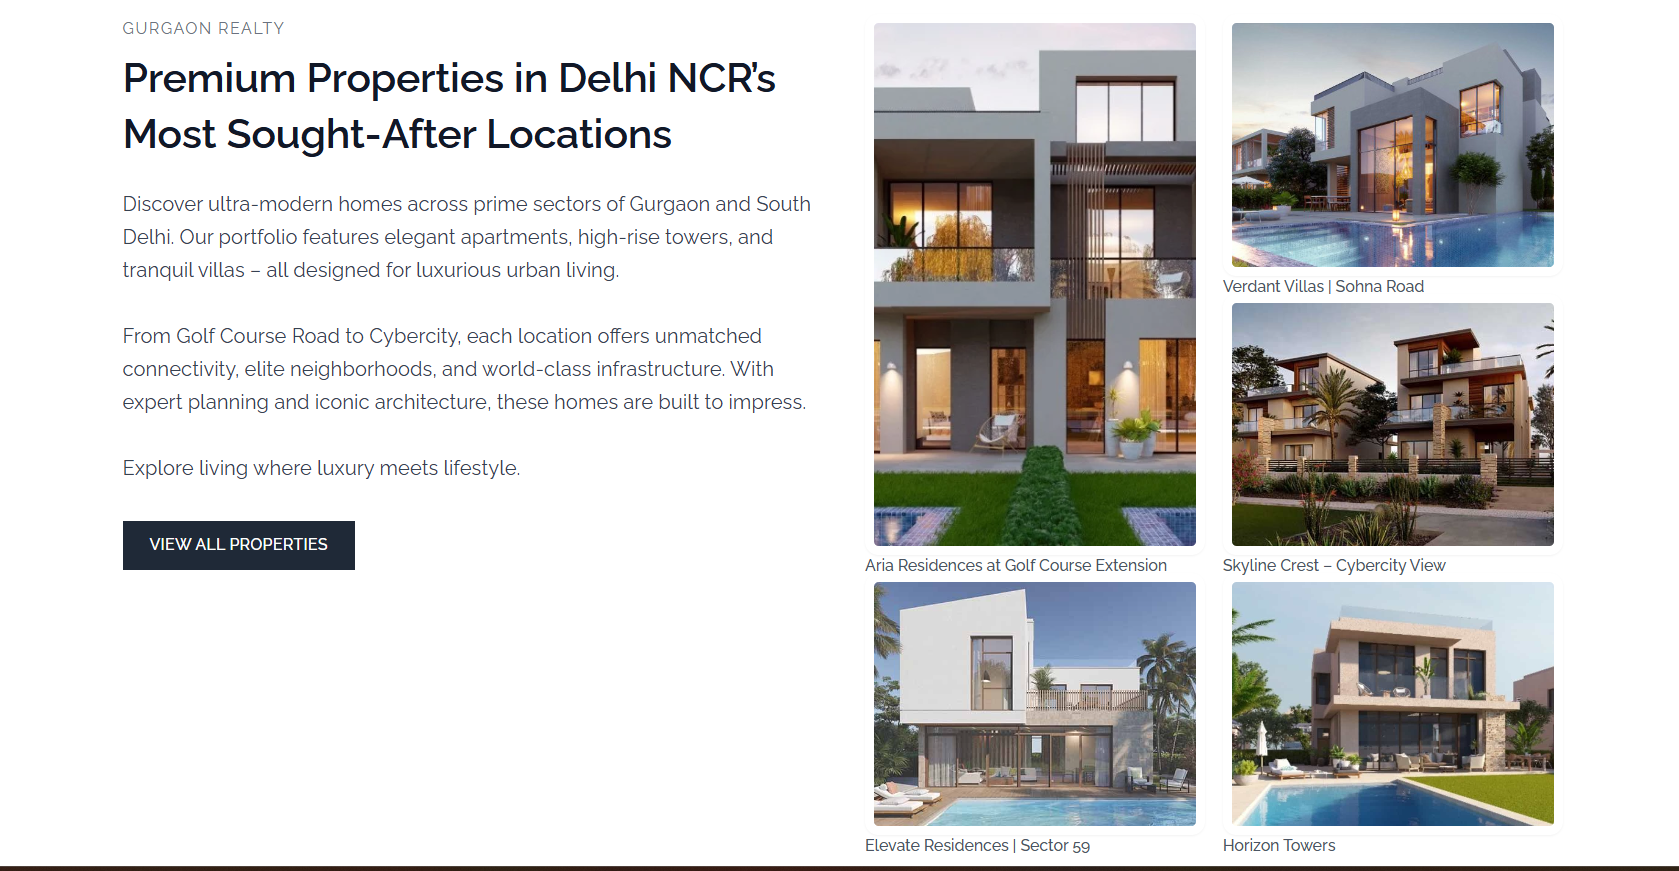 GURGAON REALTY
Premium Properties in Delhi NCR’s
Most Sought-After Locations
Discover ultra-modern homes across prime sectors of Gurgaon and South
Delhi. Our portfolio features elegant apartments, high-rise towers, and
tranquil villas – all designed for luxurious urban living.
From Golf Course Road to Cybercity, each location offers unmatched
connectivity, elite neighborhoods, and world-class infrastructure. With
expert planning and iconic architecture, these homes are built to impress.
Explore living where luxury meets lifestyle.
VIEW ALL PROPERTIES
Verdant Villas | Sohna Road
Aria Residences at Golf Course Extension
Skyline Crest – Cybercity View
Elevate Residences | Sector 59
Horizon Towers